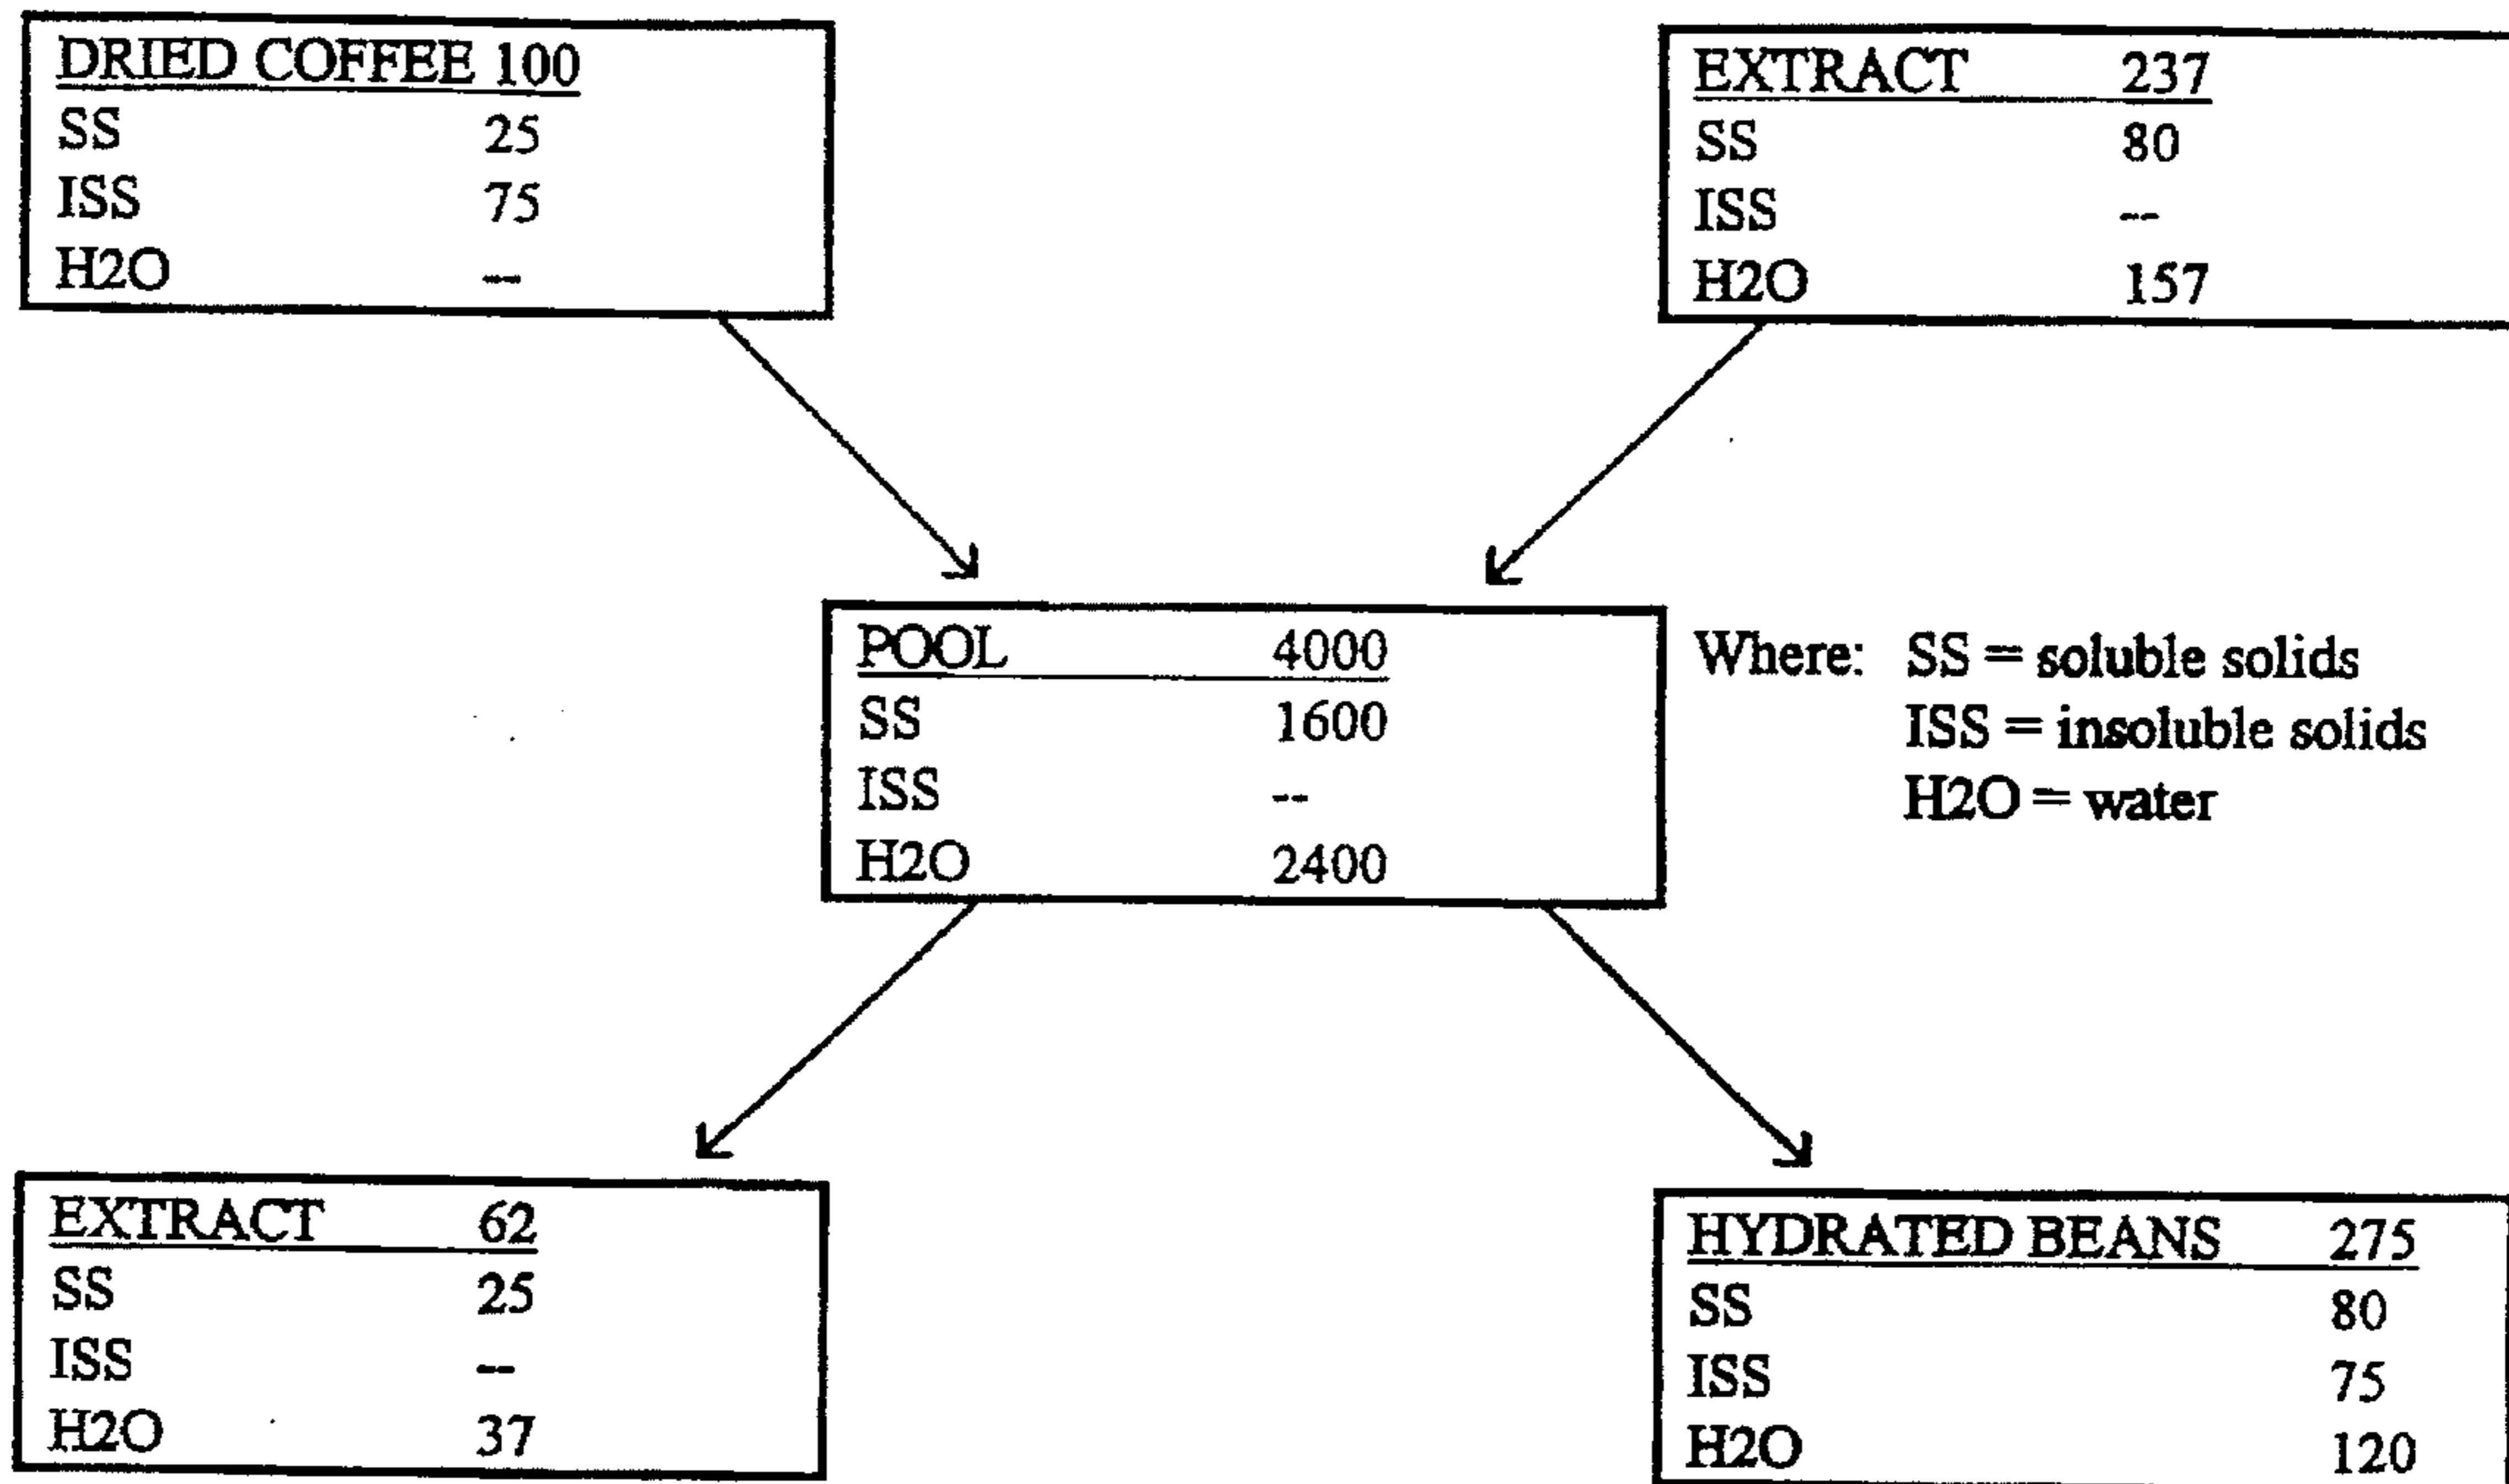 DRIED COFFEE 100
SS 25
ISS 75
H2O --
EXTRACT 237
SS 80
ISS --
H2O 157
POOL 4000
SS 1600
ISS --
H2O 2400
Where: SS = soluble solids
ISS = insoluble solids
H2O = water
EXTRACT 62
SS 25
ISS --
H2O 37
HYDRATED BEANS 275
SS 80
ISS 75
H2O 120